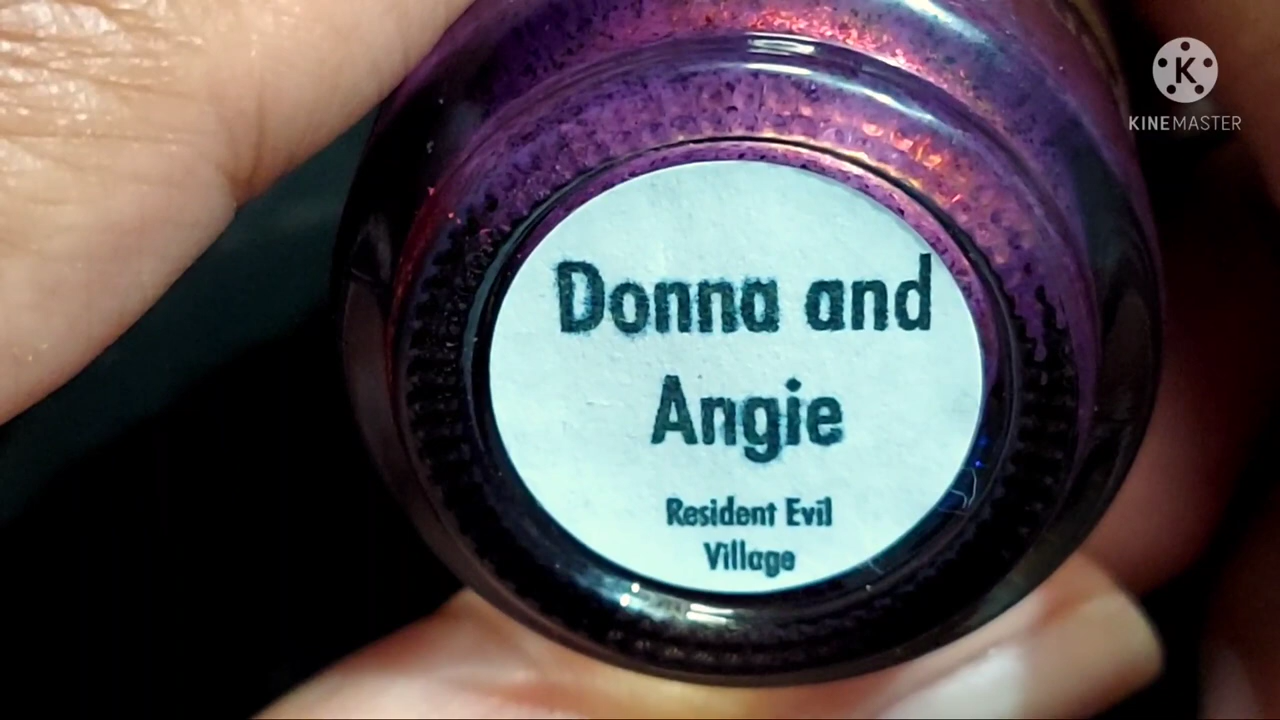 K
KINEMASTER
Donna and
Angie
Resident Evil
Village